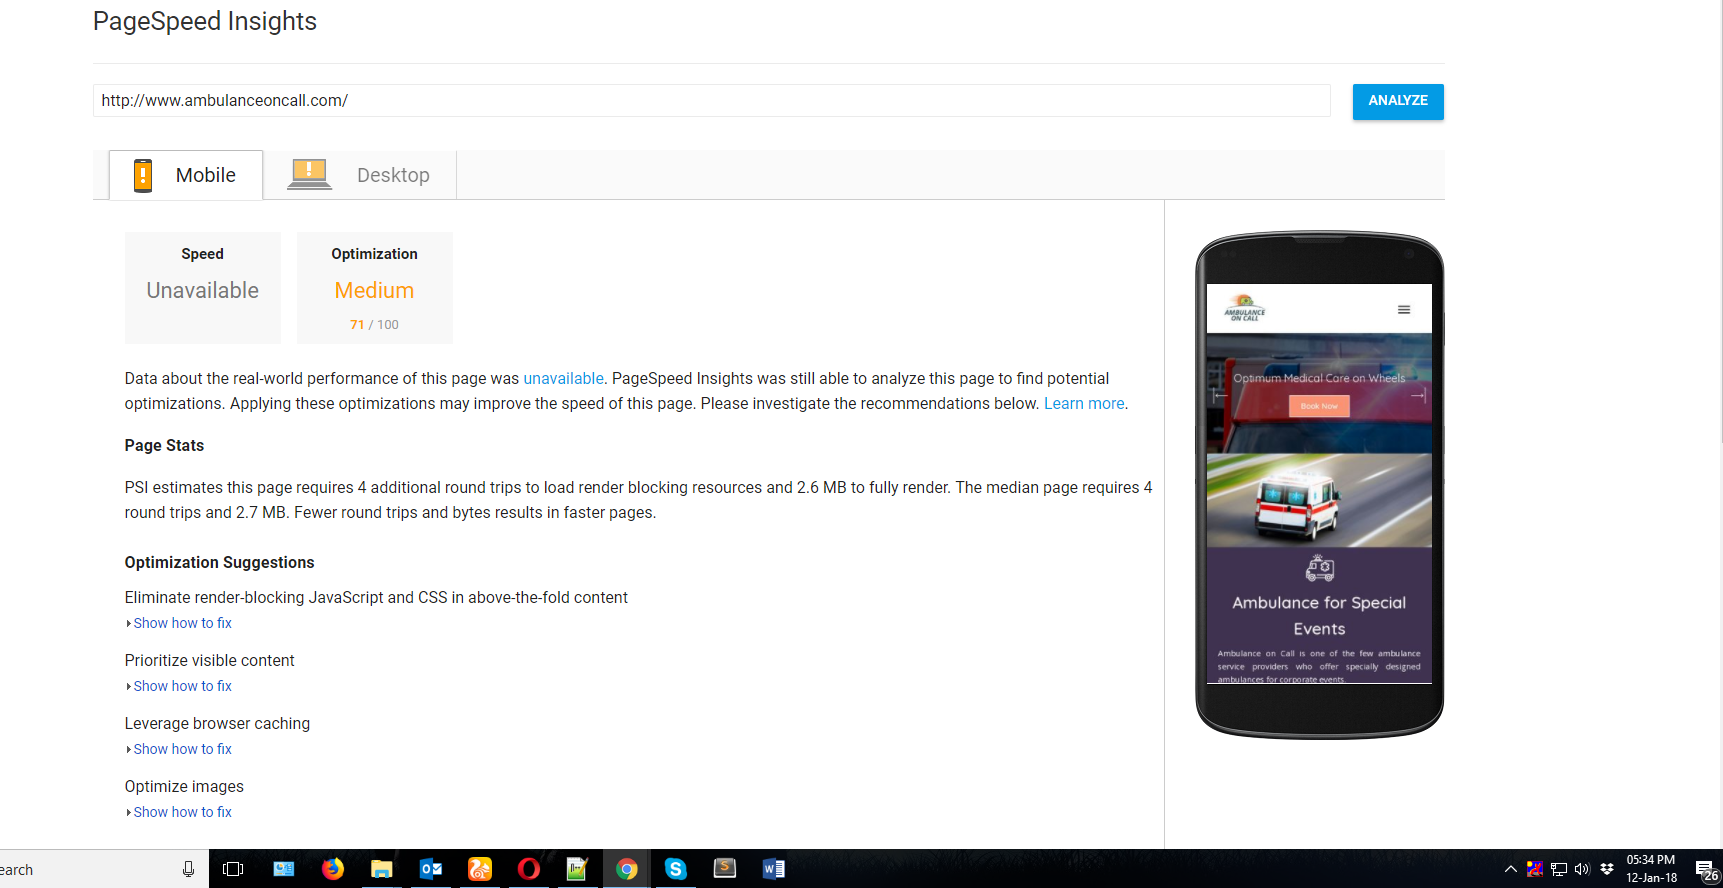 PageSpeed Insights
http://www.ambulanceoncall.com/
ANALYZE
Mobile
Desktop
Speed
Unavailable
Optimization
Medium
71 / 100
Data about the real-world performance of this page was unavailable. PageSpeed Insights was still able to analyze this page to find potential
optimizations. Applying these optimizations may improve the speed of this page. Please investigate the recommendations below. Learn more.
Page Stats
PSI estimates this page requires 4 additional round trips to load render blocking resources and 2.6 MB to fully render. The median page requires 4
round trips and 2.7 MB. Fewer round trips and bytes results in faster pages.
Optimization Suggestions
Eliminate render-blocking JavaScript and CSS in above-the-fold content
Show how to fix
Prioritize visible content
Show how to fix
Leverage browser caching
Show how to fix
Optimize images
Show how to fix
AMBULANCE
ON CALL
Optimum Medical Care on Wheels
Book Now
Ambulance for Special
Events
Ambulance on Call is one of the few ambulance
service providers who offer specially designed
ambulances for corporate events.
earch
05:34 PM
12-Jan-18
26